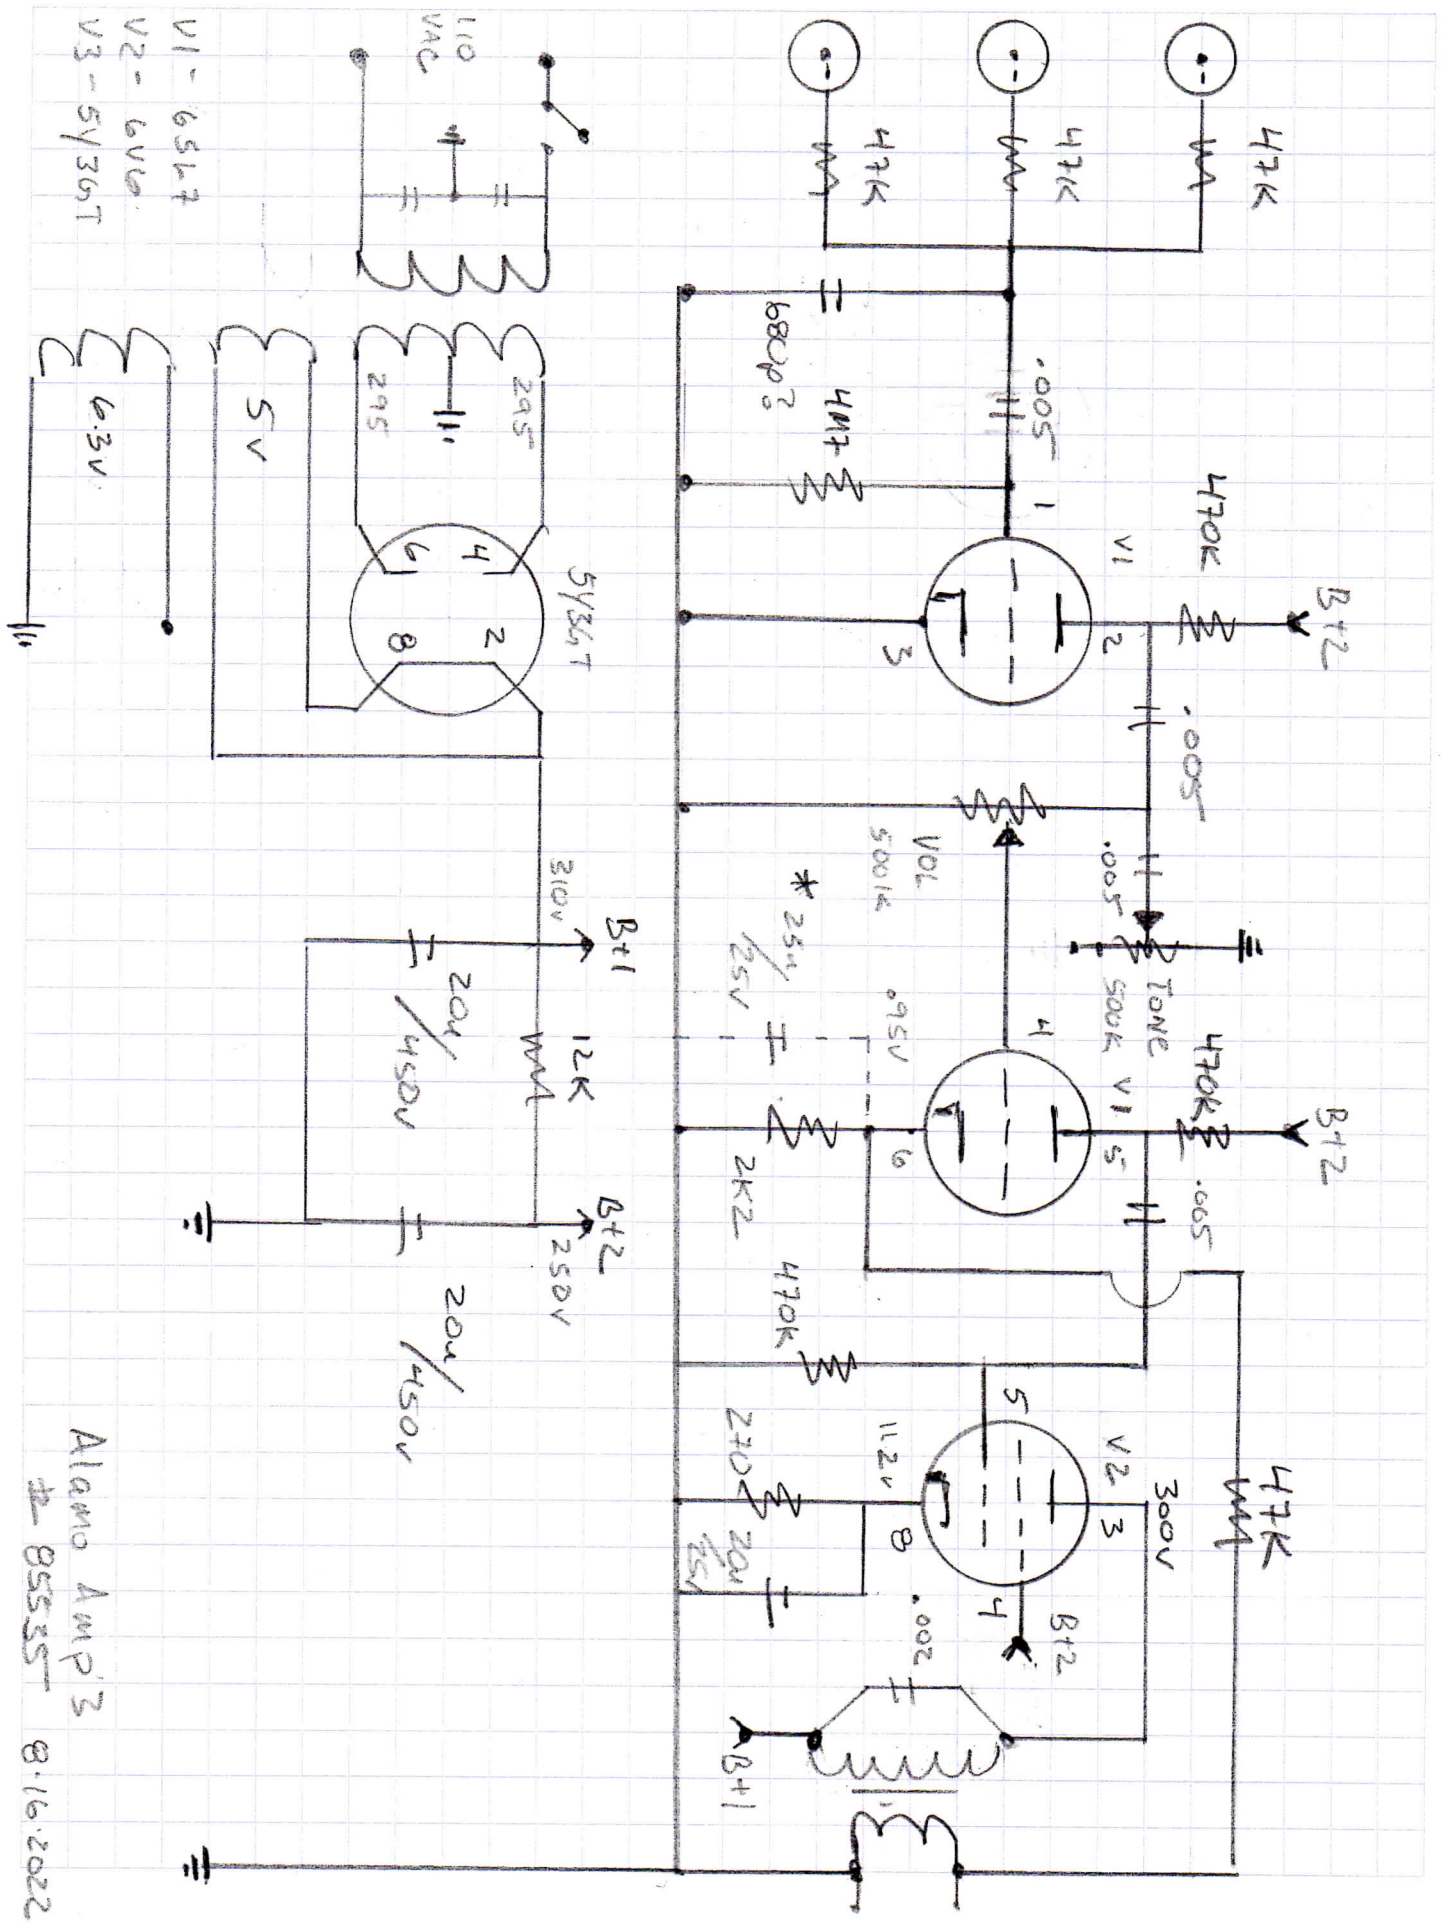 47K
47K
47K
680p?
.005
4M7
1
V1
2
3
470K
B+2
.005
VOL
500K
.005
TONE
500K
* 25u
/25V
.95V
4
V1
5
6
470K
B+2
.005
2K2
470K
5
V2
3
300V
8
11.2V
4
B+2
270
20u
/25V
47K
.002
B+1
110
VAC
295
295
5V
6.3V
5Y3GT
4
6
2
8
310V
B+1
20u/450V
12K
B+2
250V
20u/450V
V1 - 6SL7
V2 - 6V6
V3 - 5Y3GT
Alamo Amp 3
# 85535 8.16.2022